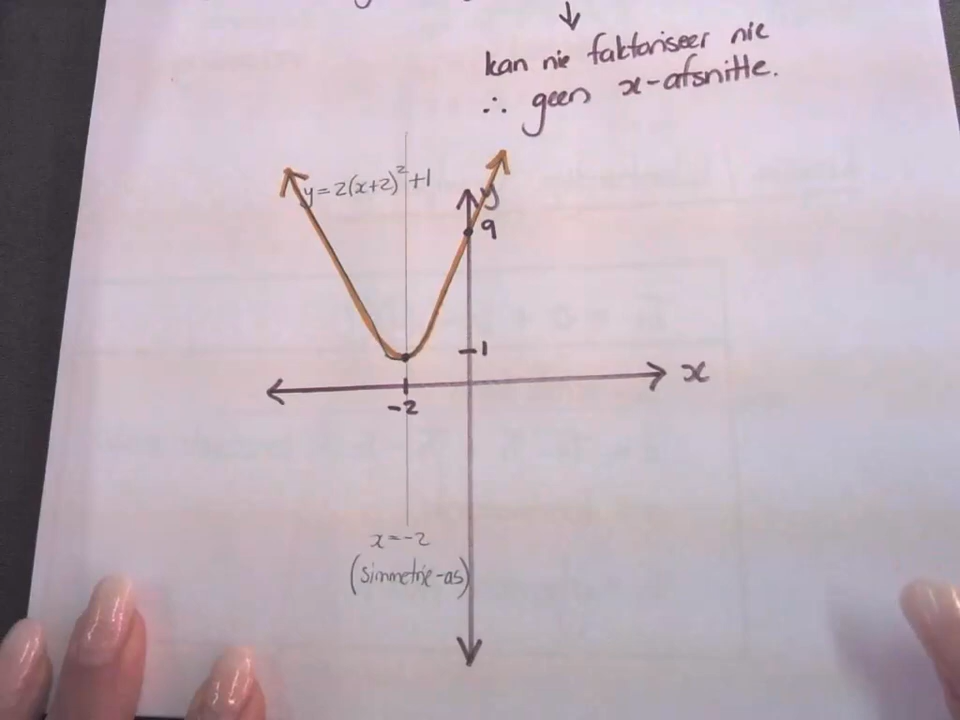 kan nie faktoriseer nie
∴ geen x-afsnitte.
y=2(x+2)²+1
y
9
1
x
-2
x=-2
(simmetrie-as)